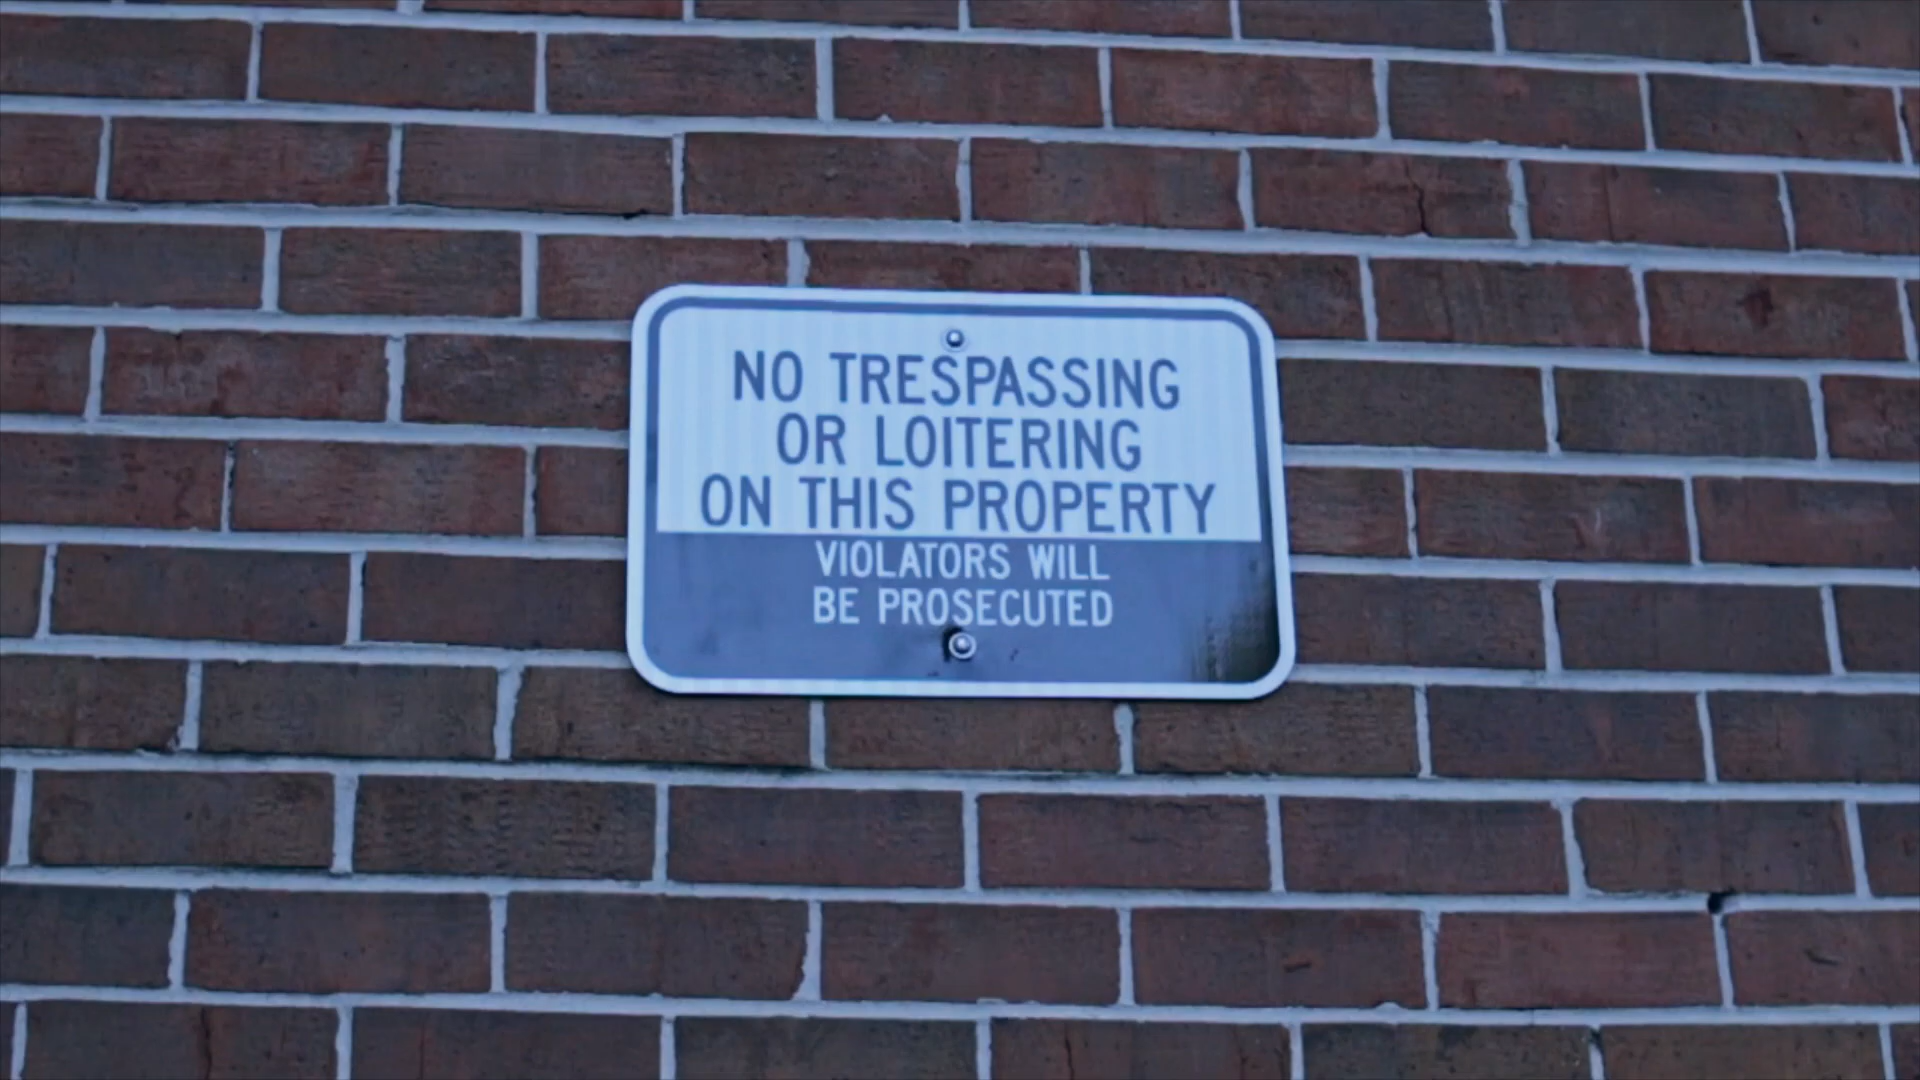 NO TRESPASSING
OR LOITERING
ON THIS PROPERTY
VIOLATORS WILL
BE PROSECUTED